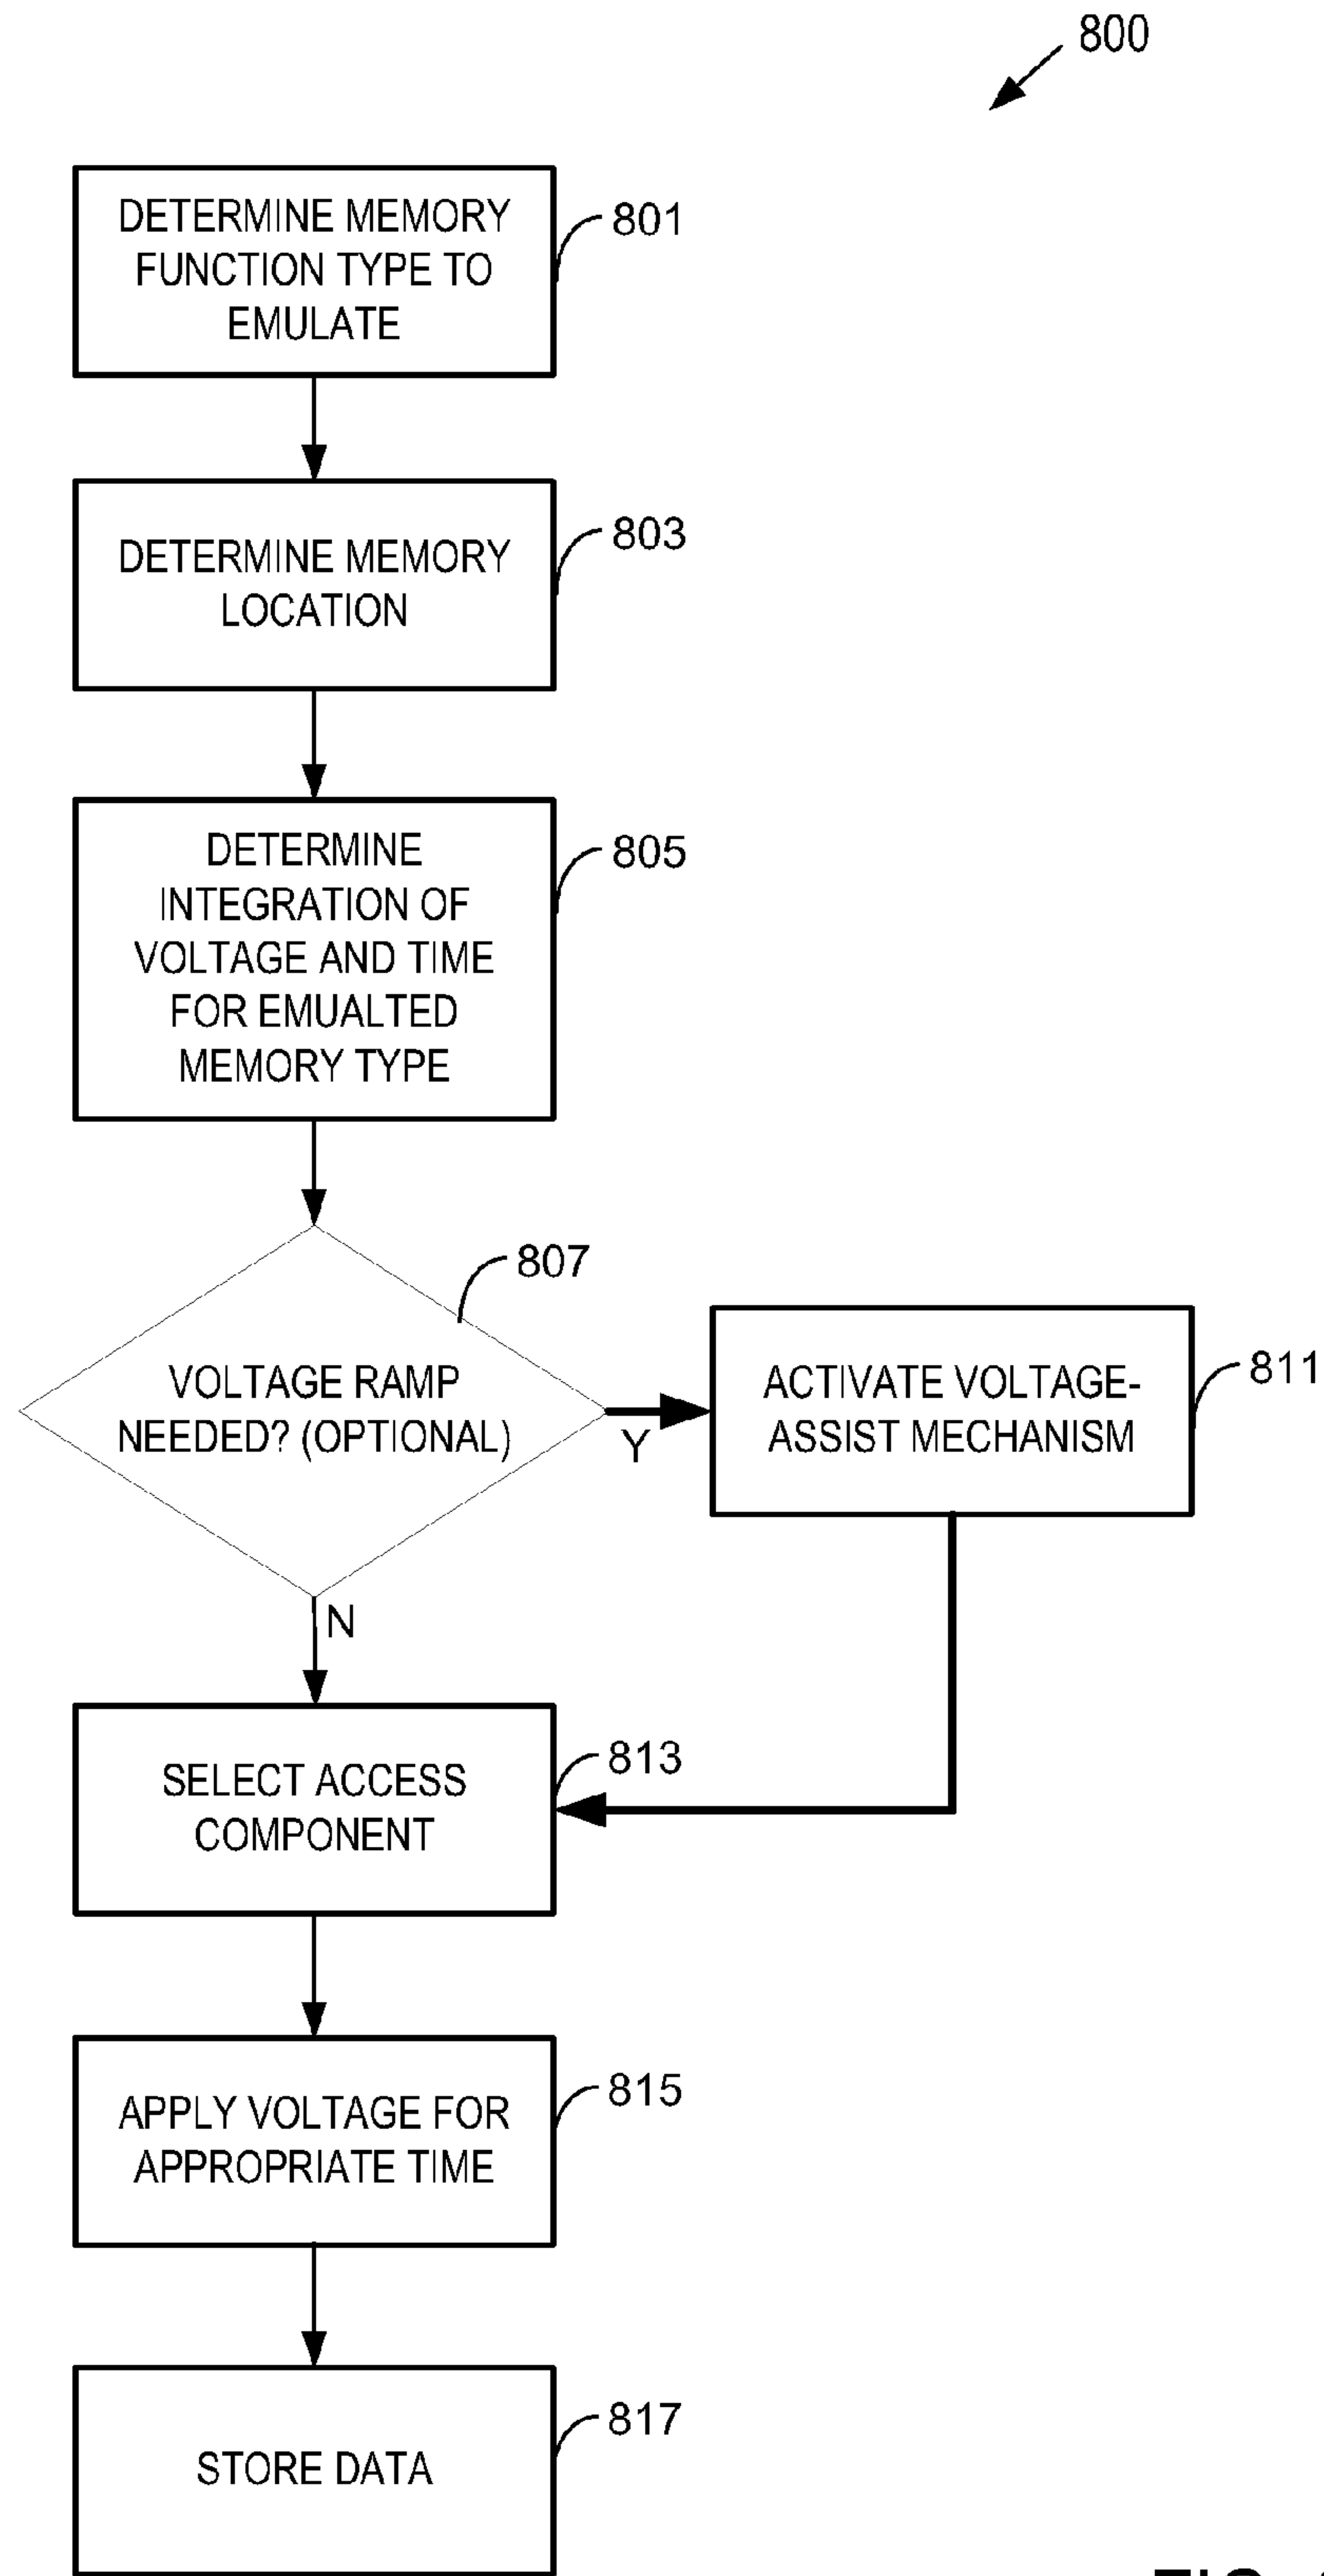 800
DETERMINE MEMORY
FUNCTION TYPE TO
EMULATE
801
DETERMINE MEMORY
LOCATION
803
DETERMINE
INTEGRATION OF
VOLTAGE AND TIME
FOR EMUALTED
MEMORY TYPE
805
807
VOLTAGE RAMP
NEEDED? (OPTIONAL)
Y
ACTIVATE VOLTAGE-
ASSIST MECHANISM
811
N
SELECT ACCESS
COMPONENT
813
APPLY VOLTAGE FOR
APPROPRIATE TIME
815
STORE DATA
817